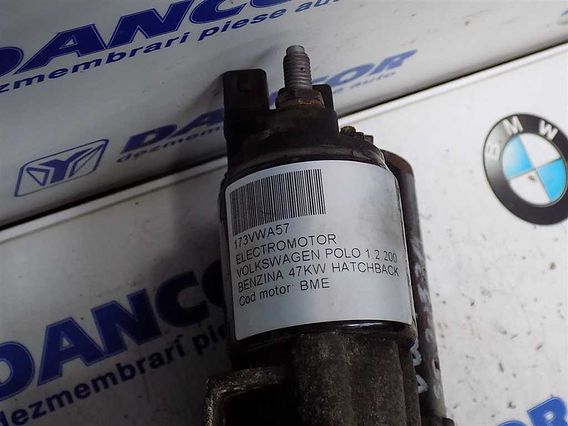 DANCOR
dezmembrari piese auto
DANCOR
dezmembrari
BMW
173VWA57
ELECTROMOTOR
VOLKSWAGEN POLO 1.2 200
BENZINA 47KW HATCHBACK
Cod motor: BME
DANCOR
dezmembrari piese